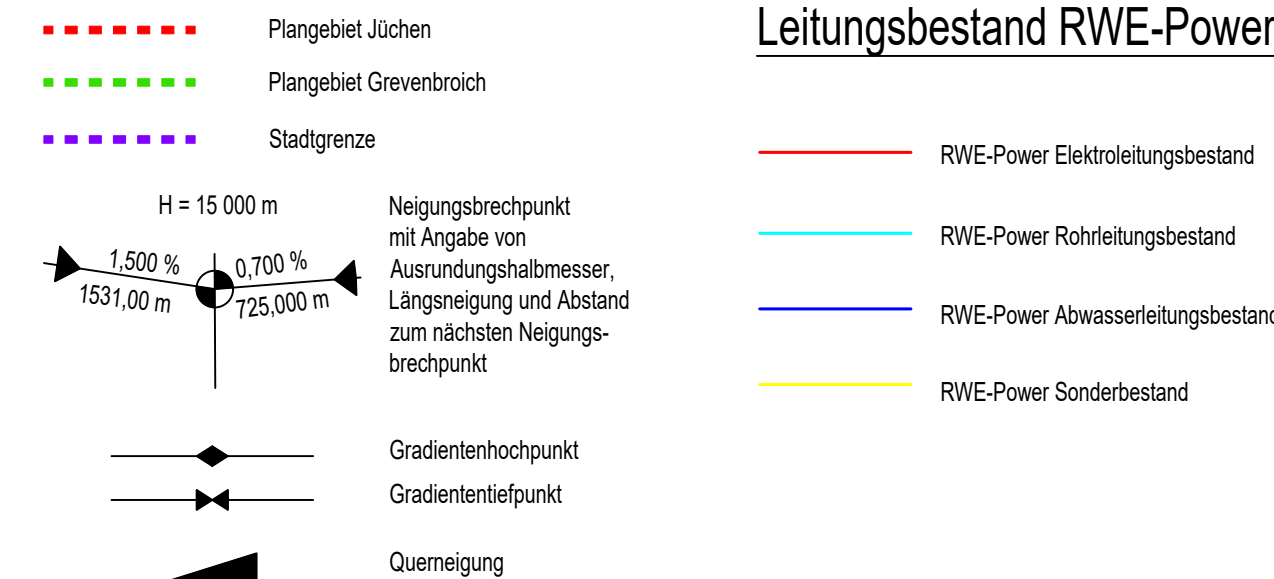 Plangebiet Jüchen
Plangebiet Grevenbroich
Stadtgrenze
H = 15 000 m
1,500 %
0,700 %
1531,00 m
725,000 m
Neigungsbrechpunkt
mit Angabe von
Ausrundungshalbmesser,
Längsneigung und Abstand
zum nächsten Neigungs-
brechpunkt
Gradientenhochpunkt
Gradiententiefpunkt
Querneigung
Leitungsbestand RWE-Power
RWE-Power Elektroleitungsbestand
RWE-Power Rohrleitungsbestand
RWE-Power Abwasserleitungsbestand
RWE-Power Sonderbestand